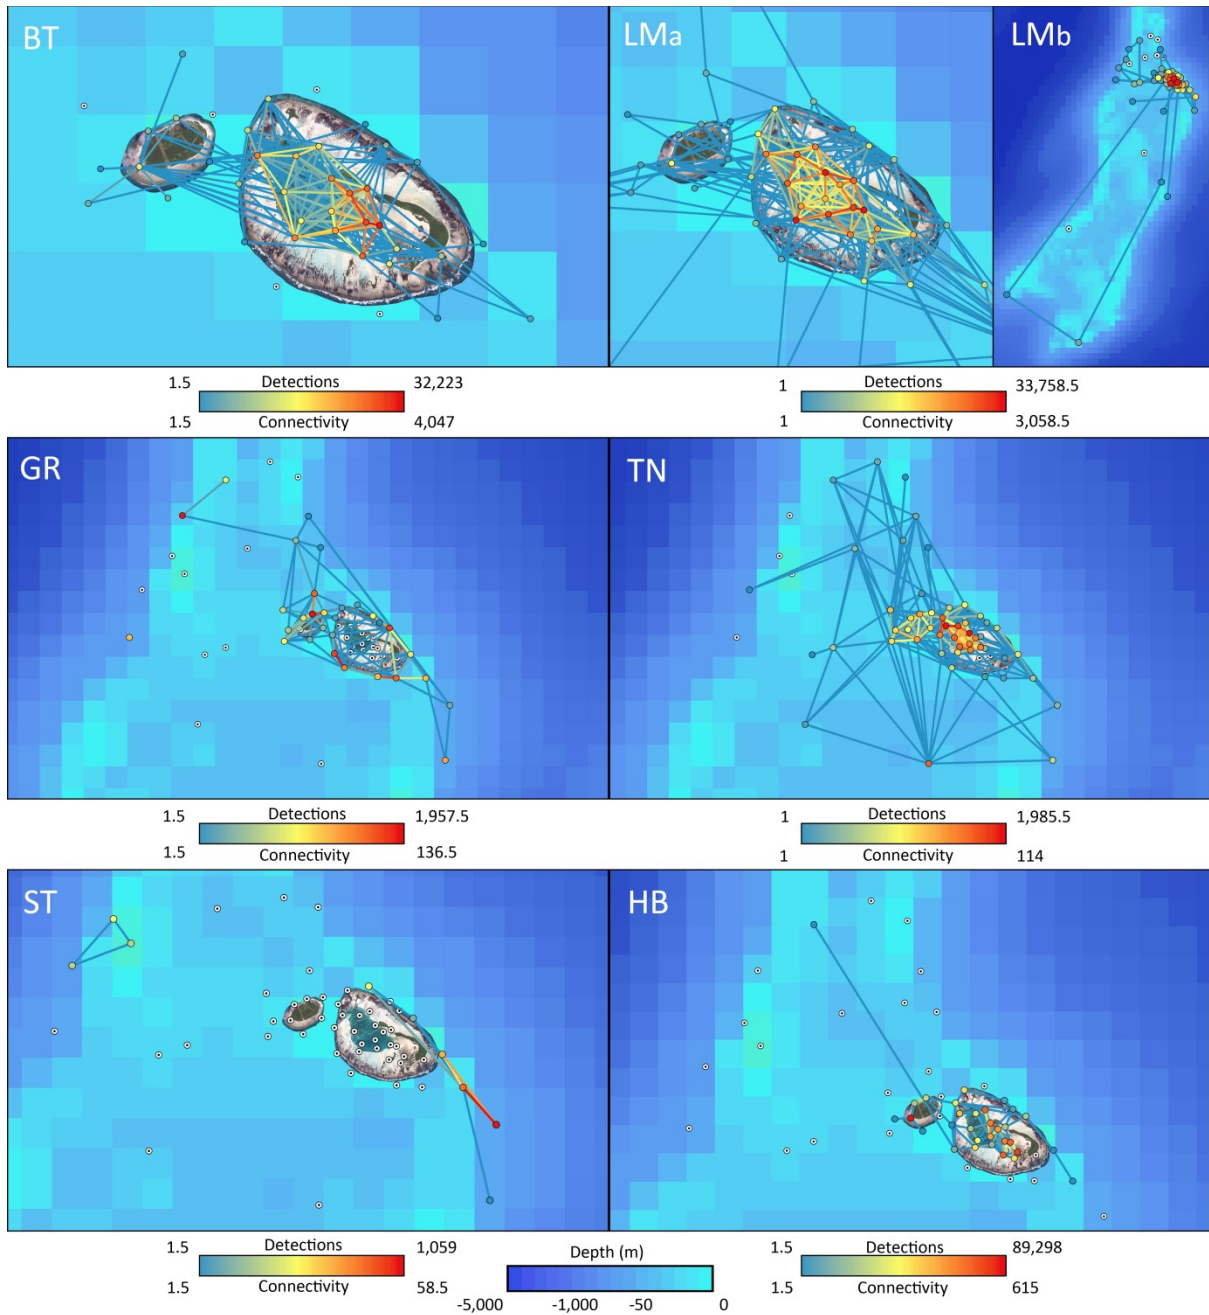 BT
LMa
LMb
1.5 Detections 32,223
1.5 Connectivity 4,047
1 Detections 33,758.5
1 Connectivity 3,058.5
GR
TN
1.5 Detections 1,957.5
1.5 Connectivity 136.5
1 Detections 1,985.5
1 Connectivity 114
ST
HB
1.5 Detections 1,059
1.5 Connectivity 58.5
Depth (m)
-5,000 -1,000 -50 0
1.5 Detections 89,298
1.5 Connectivity 615